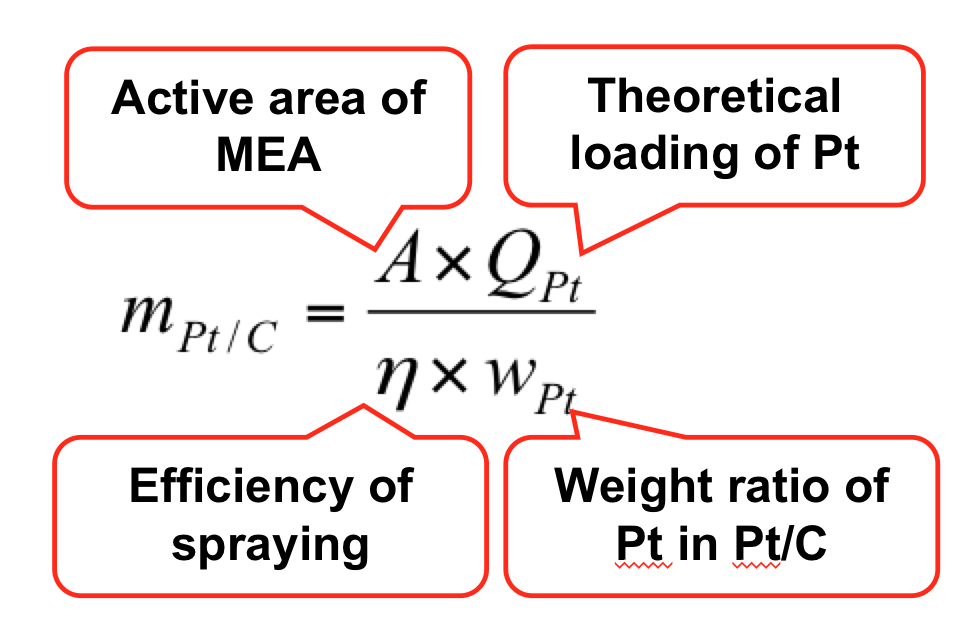 Active area of
MEA
Theoretical
loading of Pt
m_{Pt/C} = \frac{A × Q_{Pt}}{η × w_{Pt}}
Efficiency of
spraying
Weight ratio of
Pt in Pt/C